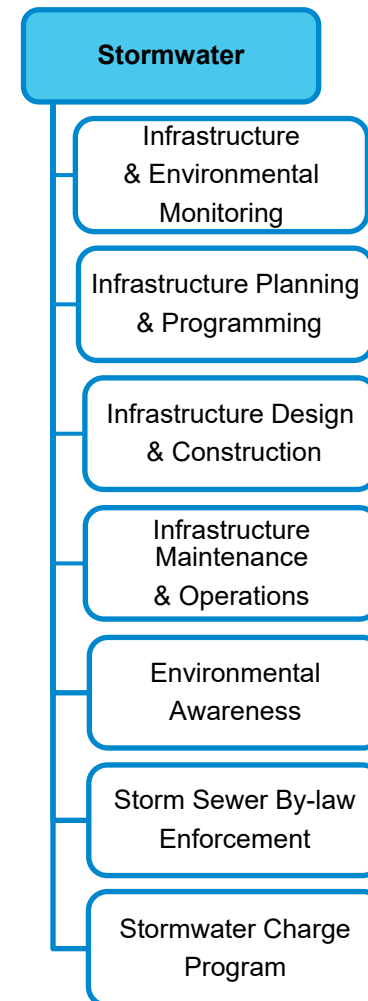 Stormwater
Infrastructure
& Environmental
Monitoring
Infrastructure Planning
& Programming
Infrastructure Design
& Construction
Infrastructure
Maintenance
& Operations
Environmental
Awareness
Storm Sewer By-law
Enforcement
Stormwater Charge
Program